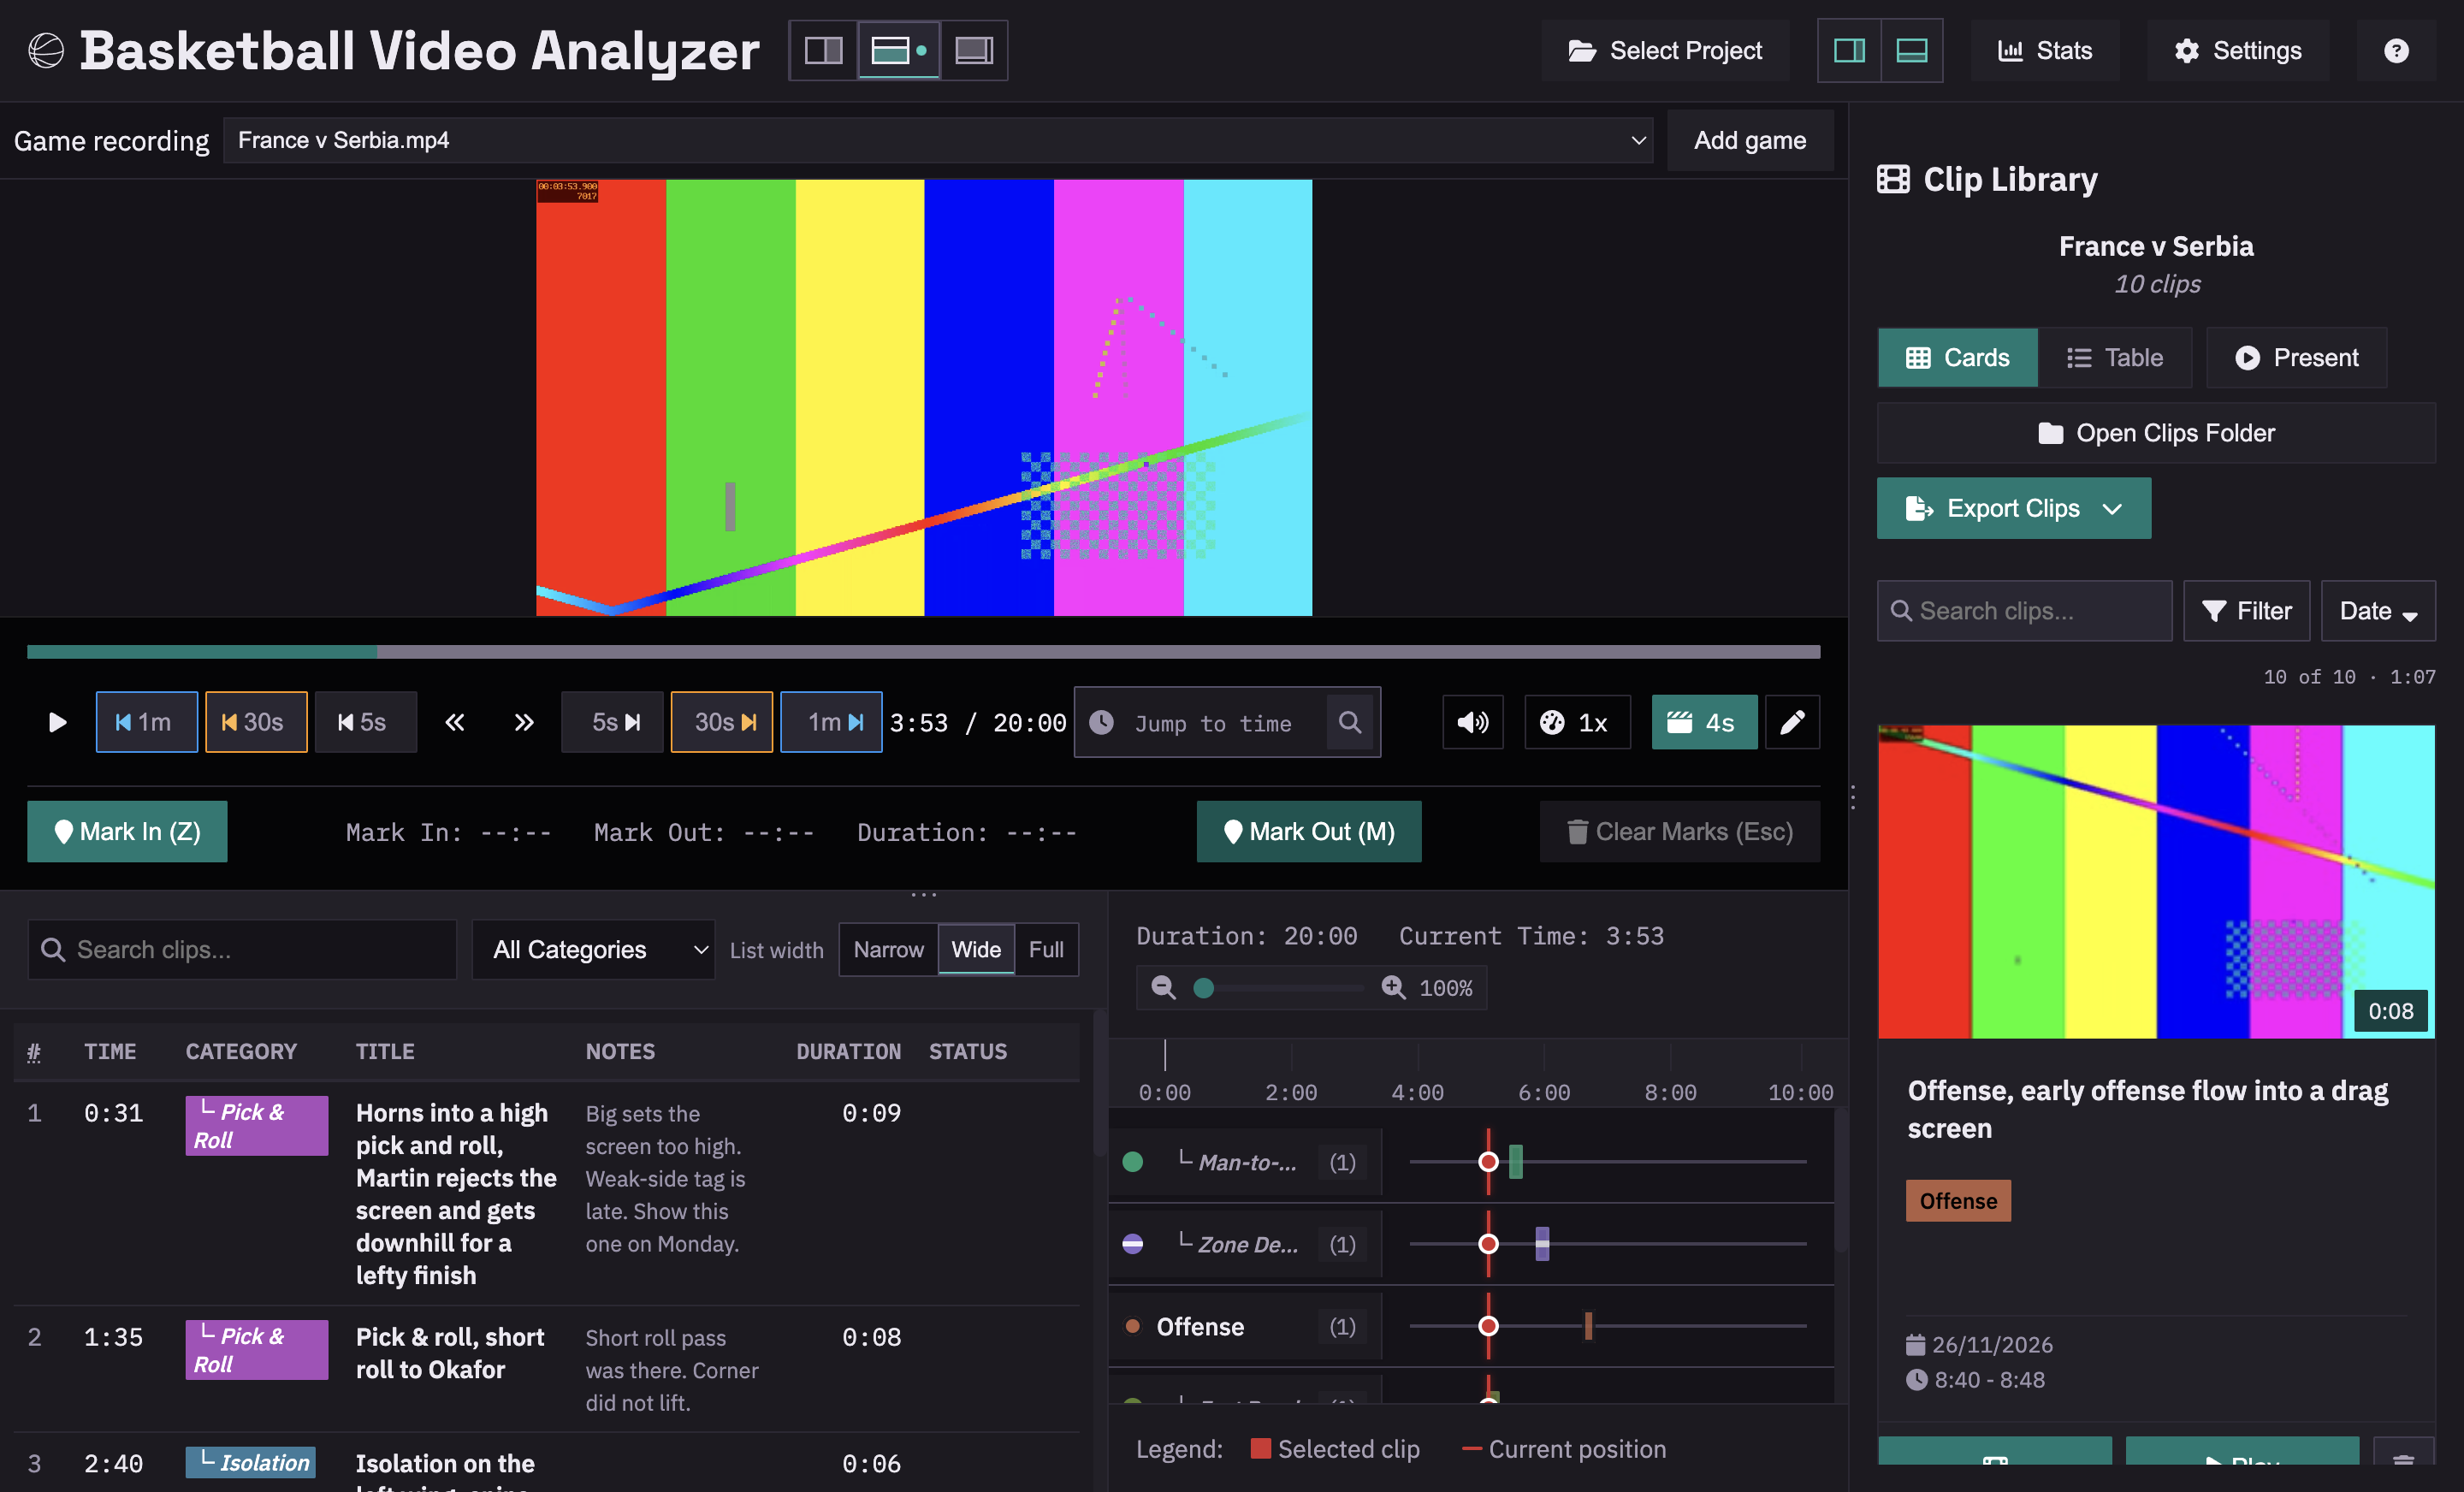 Basketball Video Analyzer
Select Project
Stats
Settings
?
Game recording
France v Serbia.mp4
Add game
00:03:53.900
7017
1m
30s
5s
5s
30s
1m
3:53 / 20:00
Jump to time
1x
4s
Mark In (Z)
Mark In: --:--
Mark Out: --:--
Duration: --:--
Mark Out (M)
Clear Marks (Esc)
Search clips...
All Categories
List width
Narrow
Wide
Full
# TIME CATEGORY TITLE NOTES DURATION STATUS
1
0:31
└ Pick &
Roll
Horns into a high
pick and roll,
Martin rejects the
screen and gets
downhill for a
lefty finish
Big sets the
screen too high.
Weak-side tag is
late. Show this
one on Monday.
0:09
2
1:35
└ Pick &
Roll
Pick & roll, short
roll to Okafor
Short roll pass
was there. Corner
did not lift.
0:08
3
2:40
└ Isolation
Isolation on the
0:06
Duration: 20:00
Current Time: 3:53
100%
0:00 2:00 4:00 6:00 8:00 10:00
└ Man-to-... (1)
└ Zone De... (1)
Offense (1)
Legend:
Selected clip
Current position
Clip Library
France v Serbia
10 clips
Cards
Table
Present
Open Clips Folder
Export Clips
Search clips...
Filter
Date
10 of 10 · 1:07
0:08
Offense, early offense flow into a drag
screen
Offense
26/11/2026
8:40 - 8:48
Play